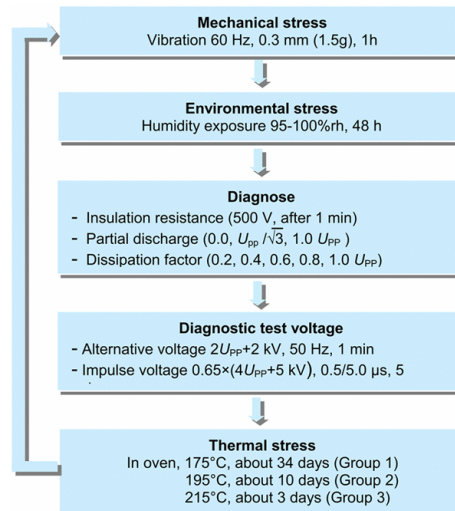 Mechanical stress
Vibration 60 Hz, 0.3 mm (1.5g), 1h
Environmental stress
Humidity exposure 95-100%rh, 48 h
Diagnose
- Insulation resistance (500 V, after 1 min)
- Partial discharge (0.0, Upp /√3, 1.0 UPP )
- Dissipation factor (0.2, 0.4, 0.6, 0.8, 1.0 UPP)
Diagnostic test voltage
- Alternative voltage 2UPP+2 kV, 50 Hz, 1 min
- Impulse voltage 0.65×(4UPP+5 kV), 0.5/5.0 µs, 5
Thermal stress
In oven, 175°C, about 34 days (Group 1)
195°C, about 10 days (Group 2)
215°C, about 3 days (Group 3)